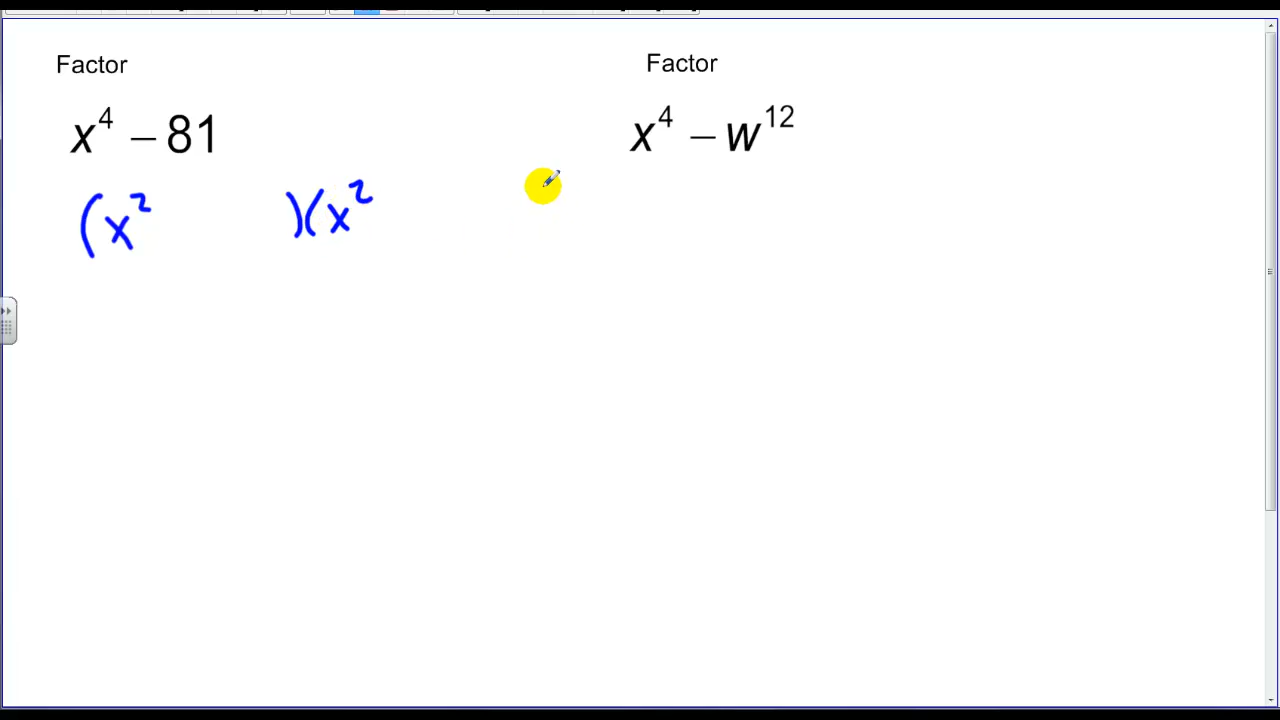 Factor
x⁴ – 81
(x² )(x²
Factor
x⁴ – w¹²